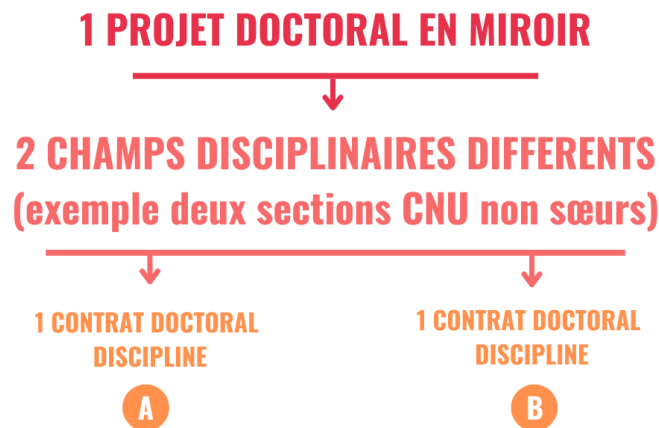 1 PROJET DOCTORAL EN MIROIR
2 CHAMPS DISCIPLINAIRES DIFFERENTS
(exemple deux sections CNU non sœurs)
1 CONTRAT DOCTORAL
DISCIPLINE
A
1 CONTRAT DOCTORAL
DISCIPLINE
B